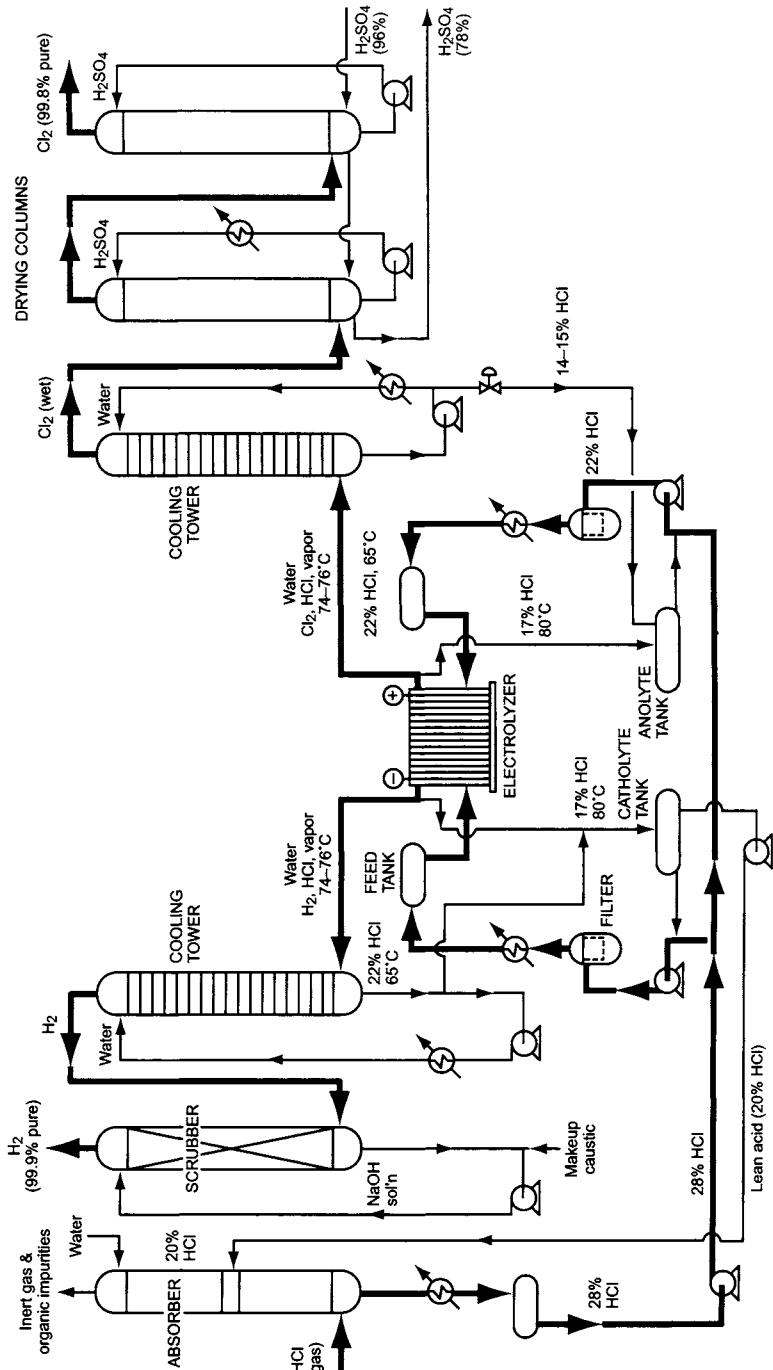 Inert gas &
organic impurities
Water
ABSORBER
20%
HCl
HCl
gas)
28%
HCl
H2
(99.9% pure)
SCRUBBER
NaOH
sol'n
Makeup
caustic
H2
Water
COOLING
TOWER
22% HCl
65°C
Water
H2, HCl, vapor
74–76°C
FEED
TANK
FILTER
17% HCl
80°C
CATHOLYTE
TANK
28% HCl
Lean acid (20% HCl)
−
+
ELECTROLYZER
Water
Cl2, HCl, vapor
74–76°C
22% HCl, 65°C
17% HCl
80°C
ANOLYTE
TANK
22% HCl
14–15% HCl
COOLING
TOWER
Water
Cl2 (wet)
DRYING COLUMNS
H2SO4
Cl2 (99.8% pure)
H2SO4
H2SO4
(96%)
H2SO4
(78%)